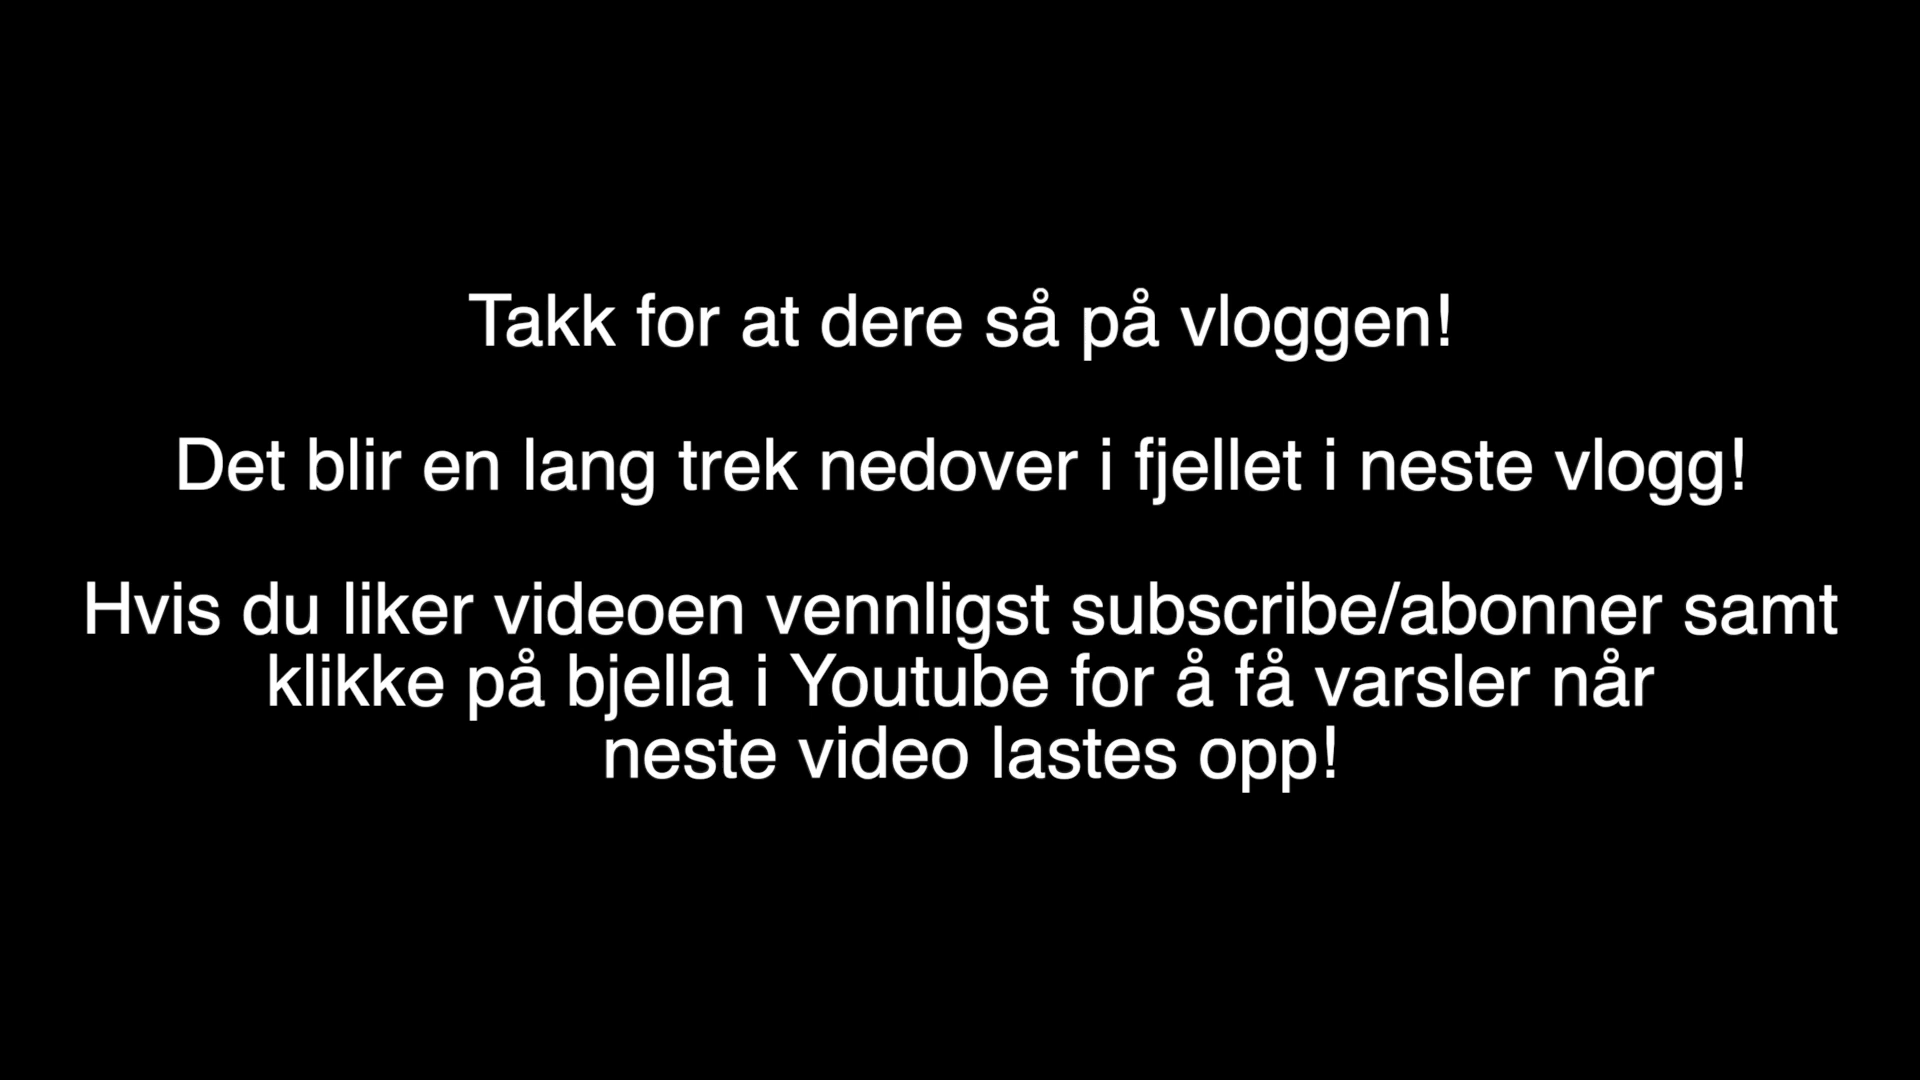 Takk for at dere så på vloggen!
Det blir en lang trek nedover i fjellet i neste vlogg!
Hvis du liker videoen vennligst subscribe/abonner samt
klikke på bjella i Youtube for å få varsler når
neste video lastes opp!